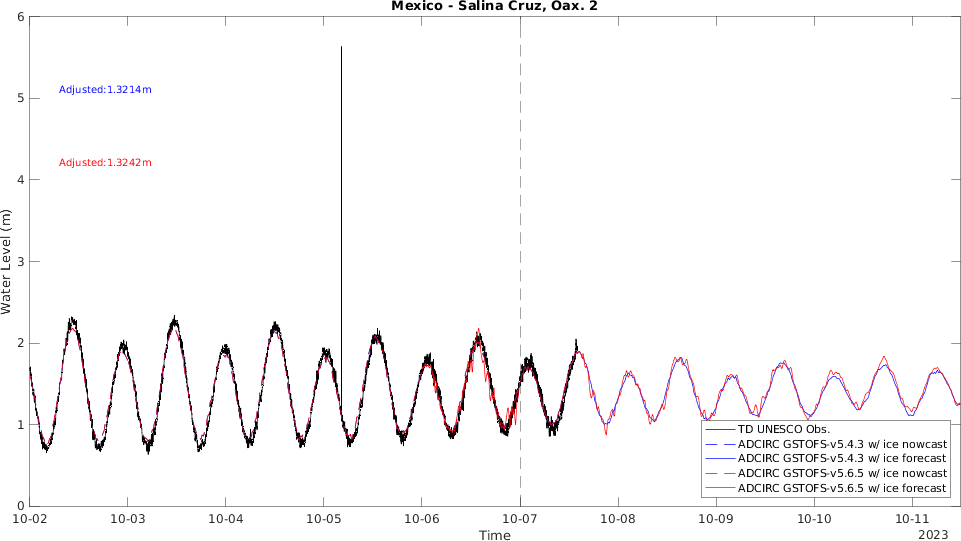 Mexico - Salina Cruz, Oax. 2
6
5
4
3
2
1
0
Water Level (m)
Adjusted:1.3214m
Adjusted:1.3242m
TD UNESCO Obs.
ADCIRC GSTOFS-v5.4.3 w/ ice nowcast
ADCIRC GSTOFS-v5.4.3 w/ ice forecast
ADCIRC GSTOFS-v5.6.5 w/ ice nowcast
ADCIRC GSTOFS-v5.6.5 w/ ice forecast
10-02 10-03 10-04 10-05 10-06 10-07 10-08 10-09 10-10 10-11
Time
2023